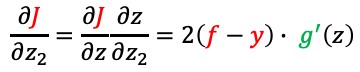 ∂J/∂z₂ = ∂J/∂z ∂z/∂z₂ = 2(f − y) · g′(z)